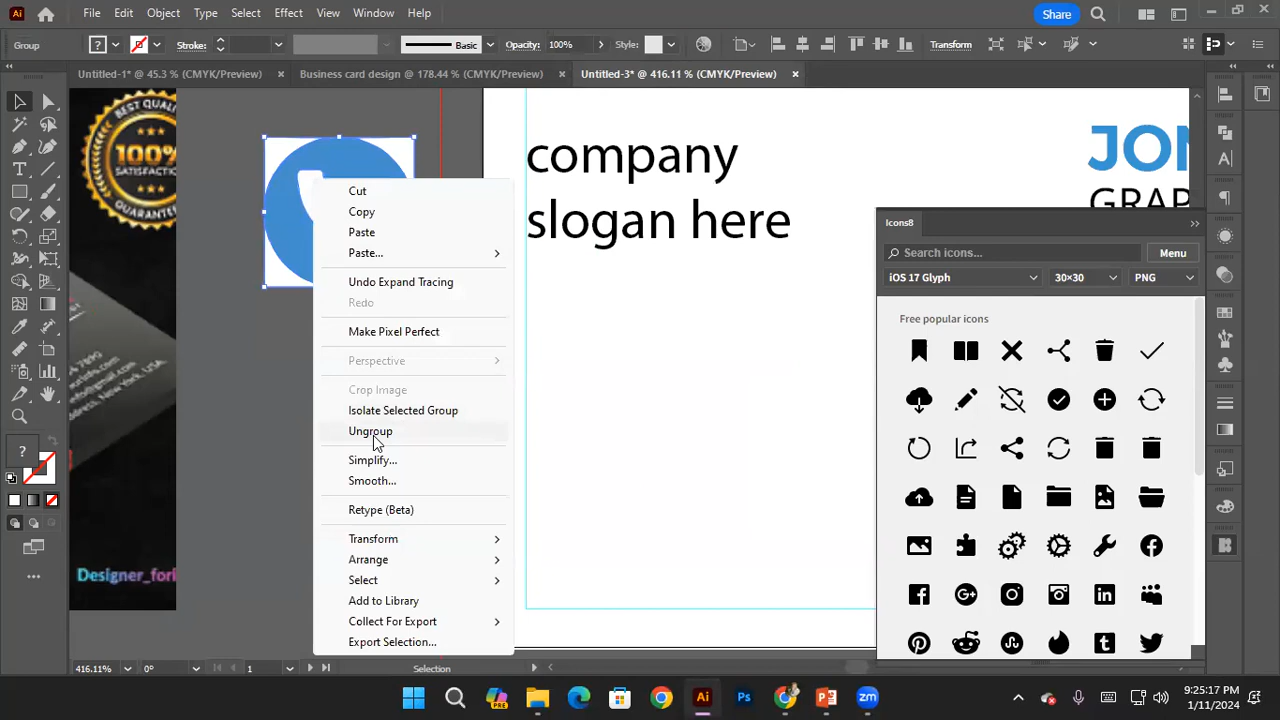 File Edit Object Type Select Effect View Window Help
Share
Group
Stroke:
Basic
Opacity: 100%
Style:
Transform
Untitled-1* @ 45.3 % (CMYK/Preview)
Business card design @ 178.44 % (CMYK/Preview)
Untitled-3* @ 416.11 % (CMYK/Preview)
BEST QUALITY
100%
SATISFACTION
GUARANTEE
company
slogan here
JON
GRAPH
Cut
Copy
Paste
Paste...
Undo Expand Tracing
Redo
Make Pixel Perfect
Perspective
Crop Image
Isolate Selected Group
Ungroup
Simplify...
Smooth...
Retype (Beta)
Transform
Arrange
Select
Add to Library
Collect For Export
Export Selection...
Icons8
Search icons...
Menu
iOS 17 Glyph
30×30
PNG
Free popular icons
Designer_fori
416.11%
0°
1
Selection
9:25:17 PM
1/11/2024